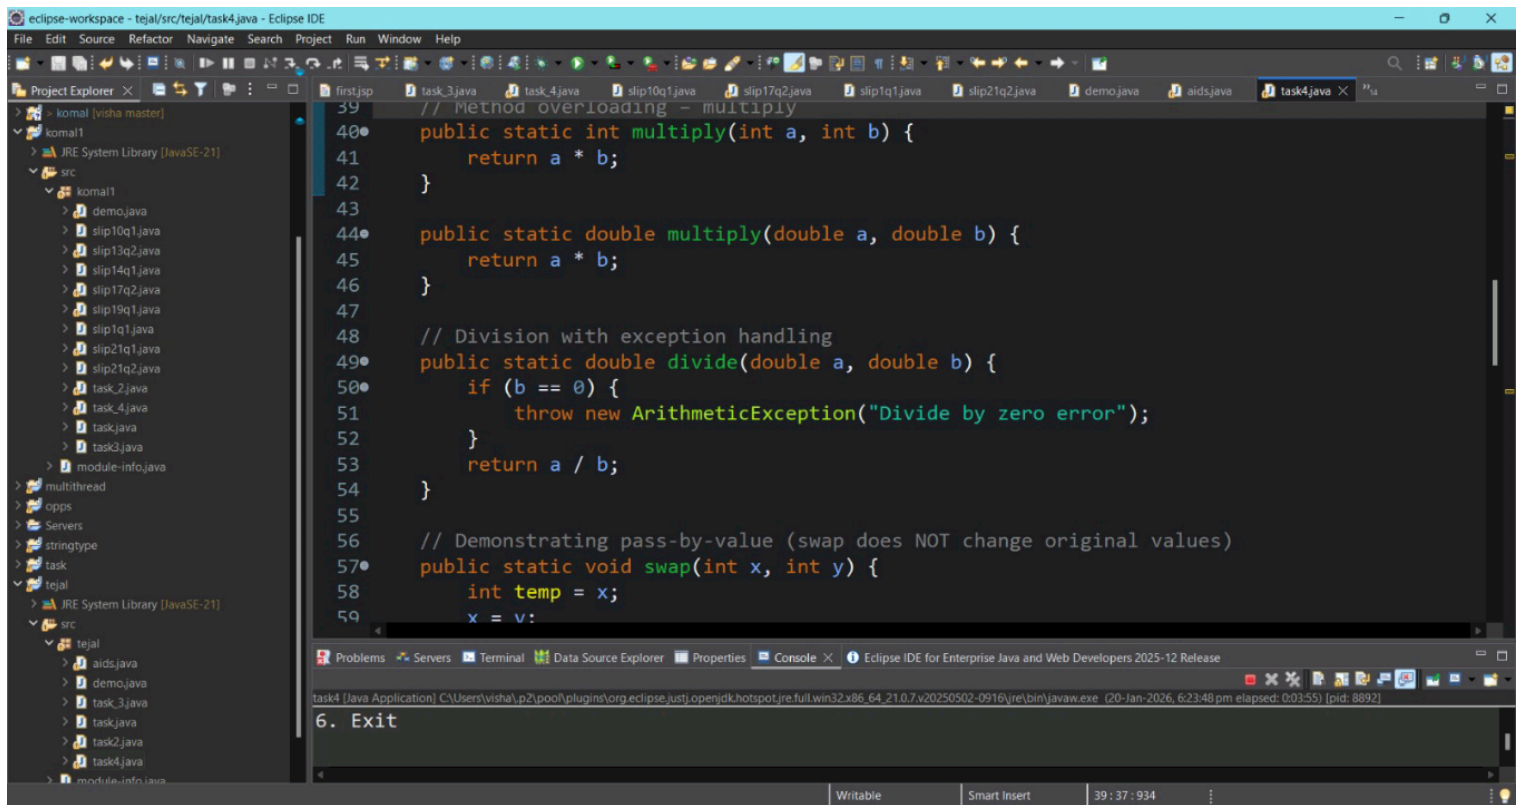 eclipse-workspace - tejal/src/tejal/task4.java - Eclipse IDE
File Edit Source Refactor Navigate Search Project Run Window Help
Project Explorer
first.jsp task_3.java task_4.java slip10q1.java slip17q2.java slip1q1.java slip21q2.java demo.java aids.java task4.java
> komal [visha master]
komal1
JRE System Library [JavaSE-21]
src
komal1
demo.java
slip10q1.java
slip13q2.java
slip14q1.java
slip17q2.java
slip19q1.java
slip1q1.java
slip21q1.java
slip21q2.java
task_2.java
task_4.java
task.java
task3.java
module-info.java
multithread
opps
Servers
stringtype
task
tejal
JRE System Library [JavaSE-21]
src
tejal
aids.java
demo.java
task_3.java
task.java
task2.java
task4.java
module-info.java
39 // Method overloading – multiply
40 public static int multiply(int a, int b) {
41 return a * b;
42 }
43
44 public static double multiply(double a, double b) {
45 return a * b;
46 }
47
48 // Division with exception handling
49 public static double divide(double a, double b) {
50 if (b == 0) {
51 throw new ArithmeticException("Divide by zero error");
52 }
53 return a / b;
54 }
55
56 // Demonstrating pass-by-value (swap does NOT change original values)
57 public static void swap(int x, int y) {
58 int temp = x;
59 x = y;
Problems Servers Terminal Data Source Explorer Properties Console Eclipse IDE for Enterprise Java and Web Developers 2025-12 Release
task4 [Java Application] C:\Users\visha\.p2\pool\plugins\org.eclipse.justj.openjdk.hotspot.jre.full.win32.x86_64_21.0.7.v20250502-0916\jre\bin\javaw.exe (20-Jan-2026, 6:23:48 pm elapsed: 0:03:55) [pid: 8892]
6. Exit
Writable Smart Insert 39 : 37 : 934